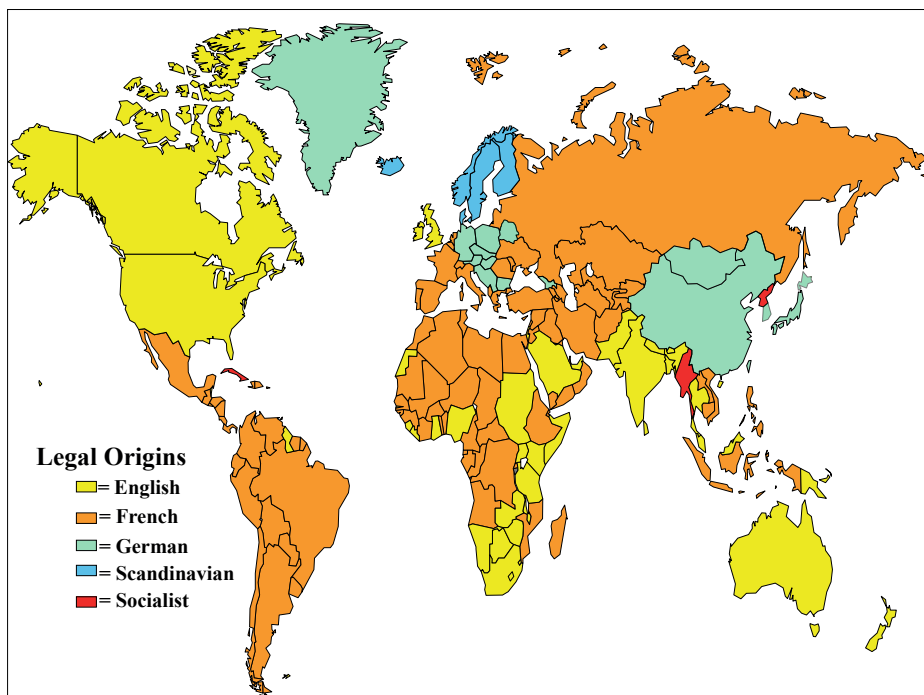 Legal Origins
= English
= French
= German
= Scandinavian
= Socialist